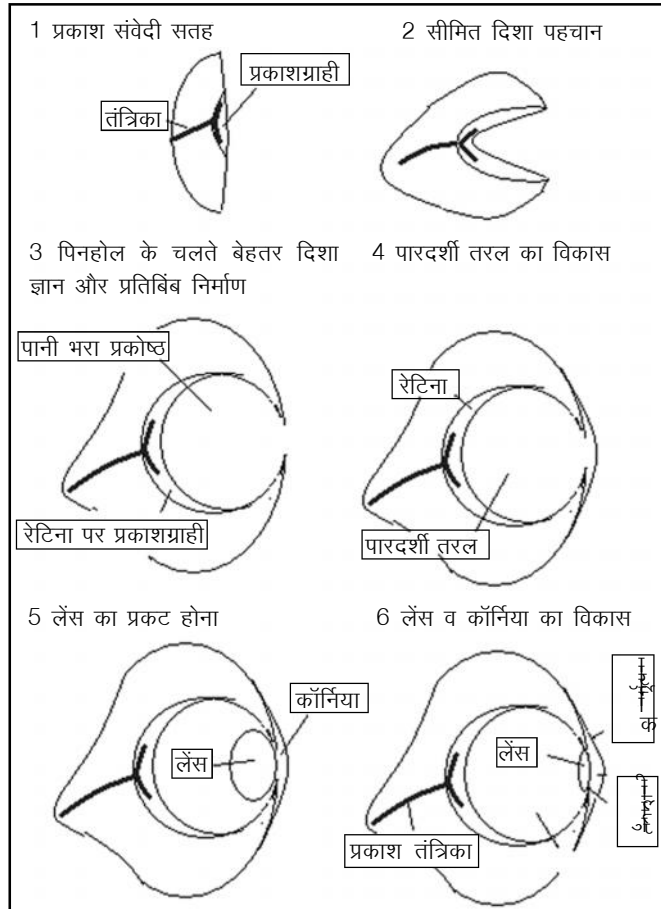 1 प्रकाश संवेदी सतह
प्रकाशग्राही
तंत्रिका
2 सीमित दिशा पहचान
3 पिनहोल के चलते बेहतर दिशा
ज्ञान और प्रतिबिंब निर्माण
पानी भरा प्रकोष्ठ
रेटिना पर प्रकाशग्राही
4 पारदर्शी तरल का विकास
रेटिना
पारदर्शी तरल
5 लेंस का प्रकट होना
कॉर्निया
लेंस
6 लेंस व कॉर्निया का विकास
लेंस
प्रकाश तंत्रिका